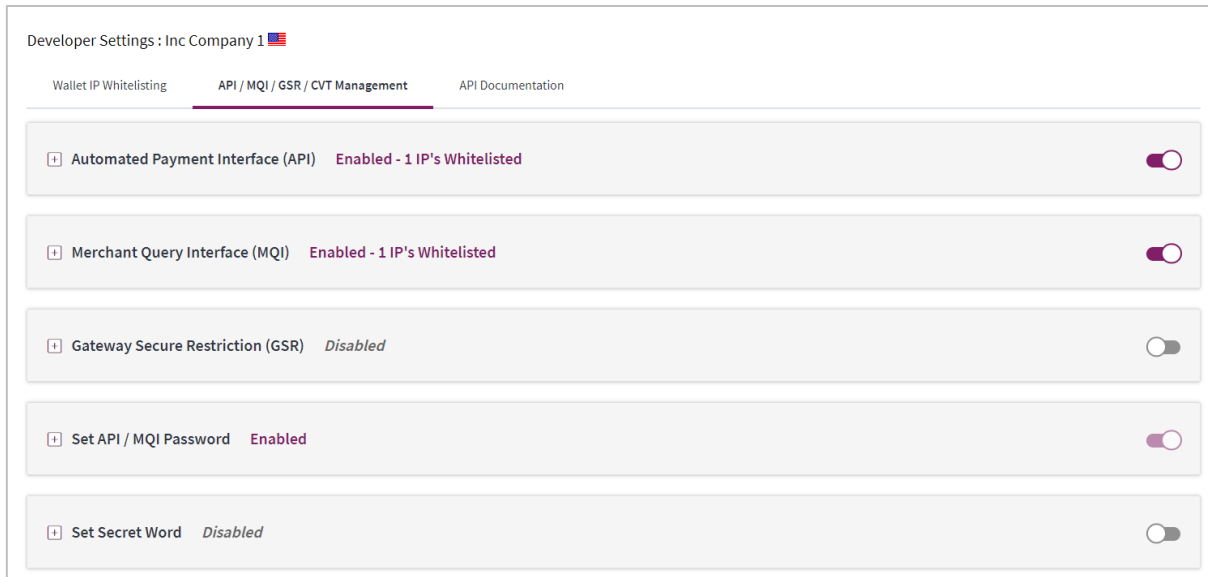 Developer Settings : Inc Company 1
Wallet IP Whitelisting API / MQI / GSR / CVT Management API Documentation
Automated Payment Interface (API) Enabled - 1 IP's Whitelisted
Merchant Query Interface (MQI) Enabled - 1 IP's Whitelisted
Gateway Secure Restriction (GSR) Disabled
Set API / MQI Password Enabled
Set Secret Word Disabled